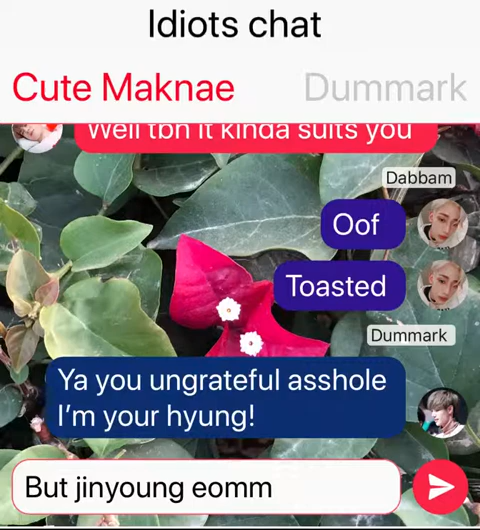 Idiots chat
Cute Maknae
Dummark
Well tbh it kinda suits you
Dabbam
Oof
Toasted
Dummark
Ya you ungrateful asshole
I'm your hyung!
But jinyoung eomm